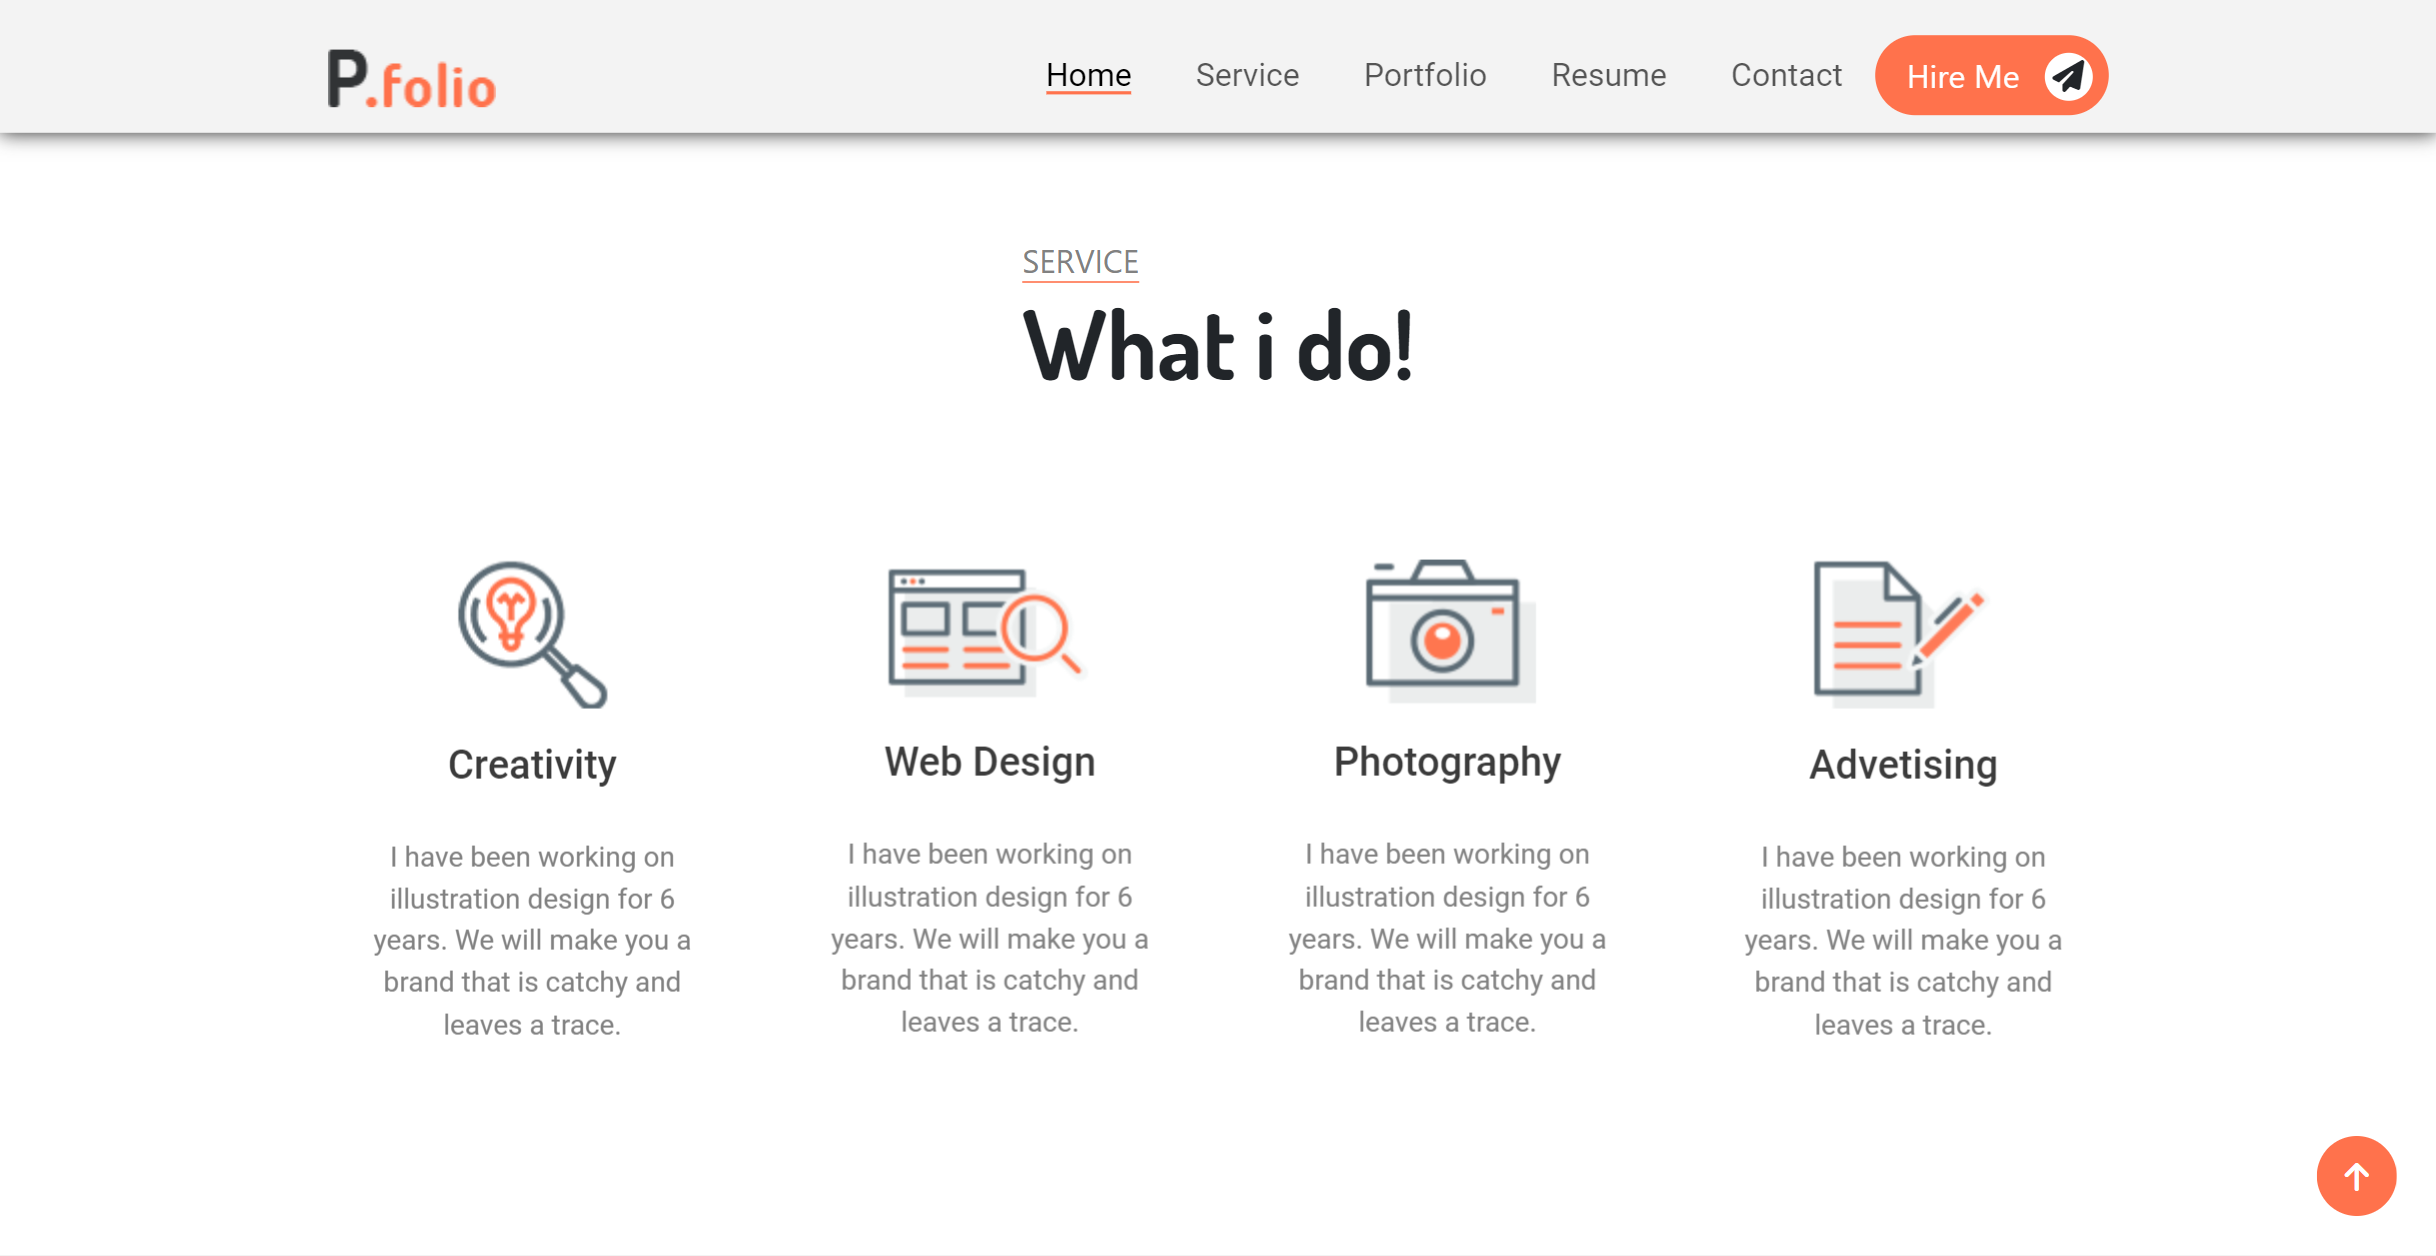 P.folio
Home Service Portfolio Resume Contact Hire Me
SERVICE
What i do!
Creativity
I have been working on
illustration design for 6
years. We will make you a
brand that is catchy and
leaves a trace.
Web Design
I have been working on
illustration design for 6
years. We will make you a
brand that is catchy and
leaves a trace.
Photography
I have been working on
illustration design for 6
years. We will make you a
brand that is catchy and
leaves a trace.
Advetising
I have been working on
illustration design for 6
years. We will make you a
brand that is catchy and
leaves a trace.